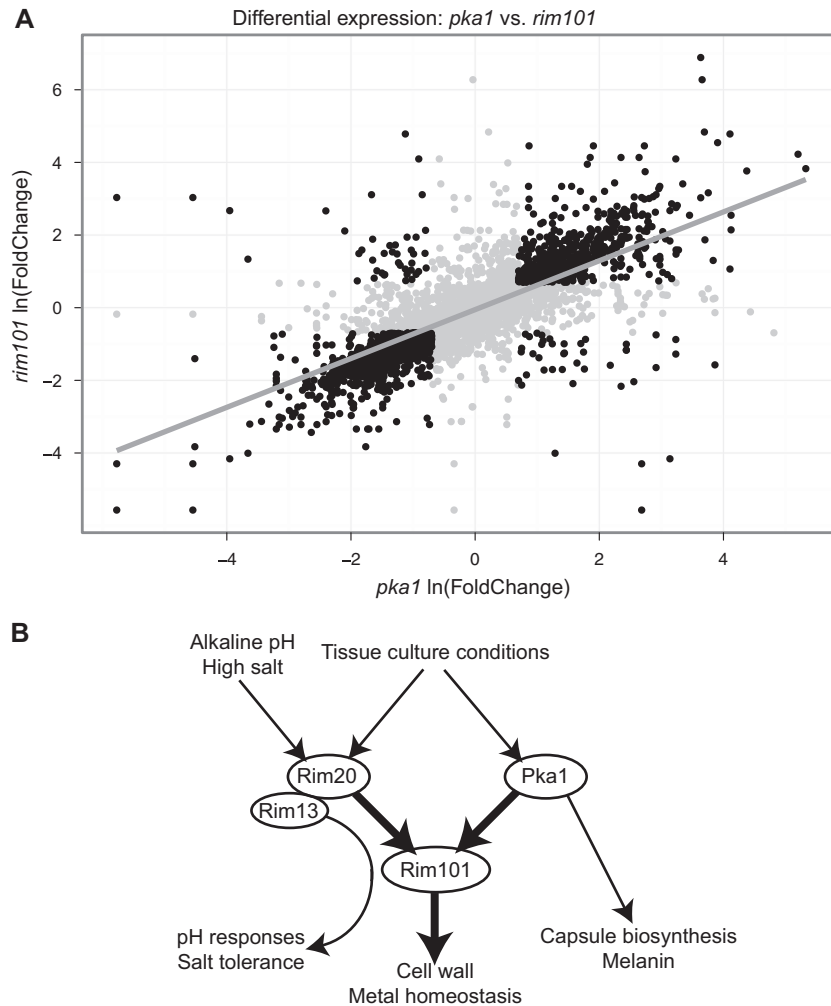 A
Differential expression: pka1 vs. rim101
rim101 ln(FoldChange)
6
4
2
0
−2
−4
−4
−2
0
2
4
pka1 ln(FoldChange)
B
Alkaline pH
High salt
Tissue culture conditions
Rim20
Pka1
Rim13
Rim101
pH responses
Salt tolerance
Capsule biosynthesis
Melanin
Cell wall
Metal homeostasis